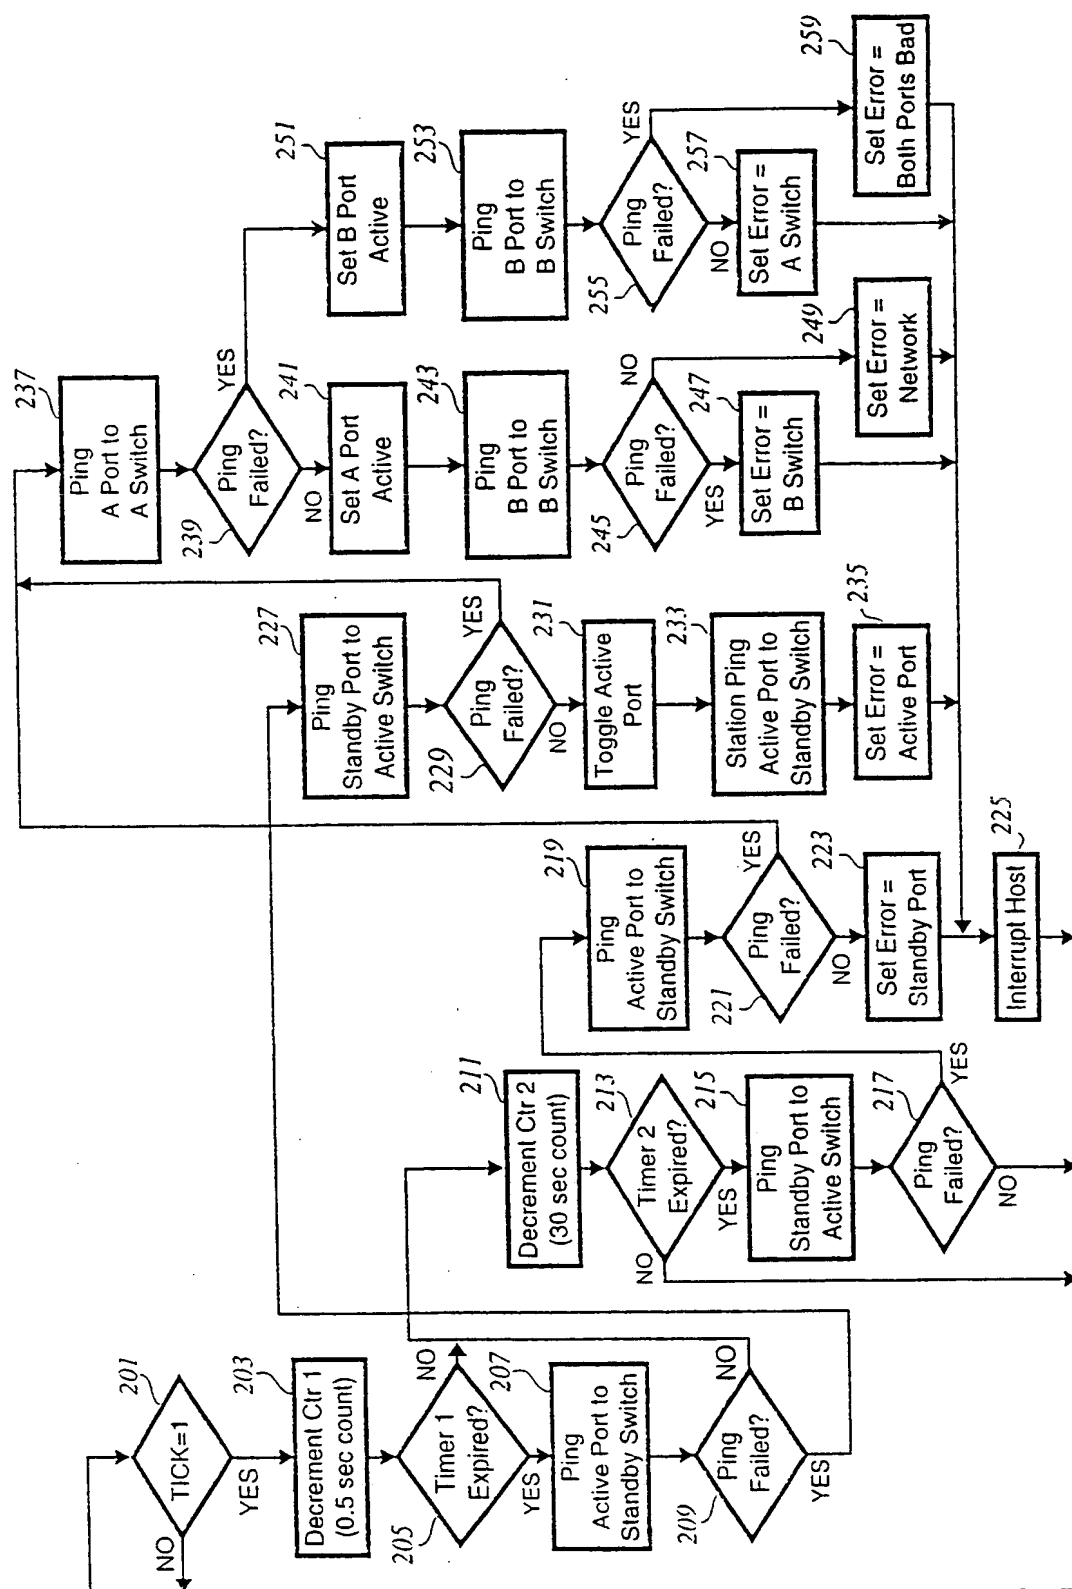 201
TICK=1
NO
YES
203
Decrement Ctr 1
(0.5 sec count)
205
Timer 1
Expired?
NO
YES
207
Ping
Active Port to
Standby Switch
209
Ping
Failed?
NO
YES
211
Decrement Ctr 2
(30 sec count)
213
Timer 2
Expired?
NO
YES
215
Ping
Standby Port to
Active Switch
217
Ping
Failed?
YES
NO
219
Ping
Active Port to
Standby Switch
221
Ping
Failed?
YES
NO
223
Set Error =
Standby Port
225
Interrupt Host
227
Ping
Standby Port to
Active Switch
229
Ping
Failed?
YES
NO
231
Toggle Active
Port
233
Station Ping
Active Port to
Standby Switch
235
Set Error =
Active Port
237
Ping
A Port to
A Switch
239
Ping
Failed?
YES
NO
241
Set A Port
Active
243
Ping
B Port to
B Switch
245
Ping
Failed?
NO
YES
247
Set Error =
B Switch
249
Set Error =
Network
251
Set B Port
Active
253
Ping
B Port to
B Switch
255
Ping
Failed?
YES
NO
257
Set Error =
A Switch
259
Set Error =
Both Ports Bad